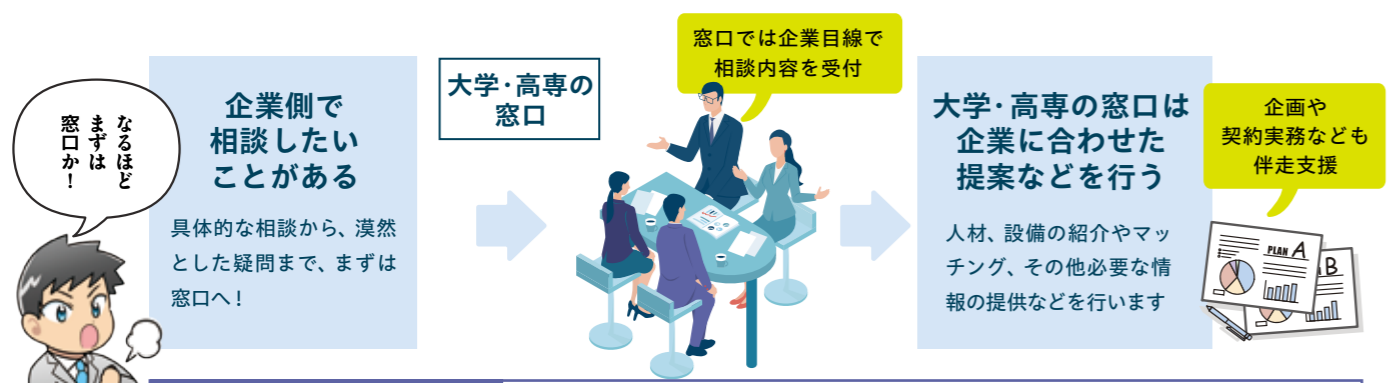 なるほど
まずは
窓口か！
企業側で
相談したい
ことがある
具体的な相談から、漠然
とした疑問まで、まずは
窓口へ！
大学・高専の
窓口
窓口では企業目線で
相談内容を受付
大学・高専の窓口は
企業に合わせた
提案などを行う
人材、設備の紹介やマッ
チング、その他必要な情
報の提供などを行います
企画や
契約実務なども
伴走支援
PLAN A
B